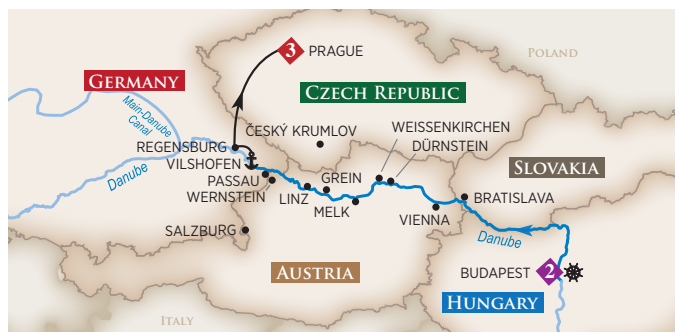 POLAND
3 PRAGUE
GERMANY
CZECH REPUBLIC
Main-Danube
Canal
ČESKÝ KRUMLOV
WEISSENKIRCHEN
DÜRNSTEIN
REGENSBURG
VILSHOFEN
SLOVAKIA
Danube
PASSAU
GREIN
WERNSTEIN
LINZ
MELK
BRATISLAVA
VIENNA
SALZBURG
Danube
AUSTRIA
BUDAPEST 2
HUNGARY
ITALY